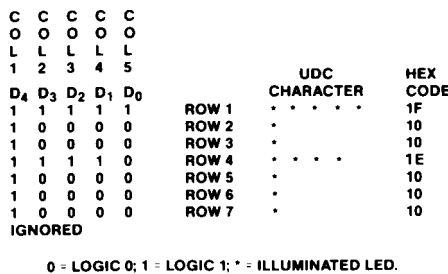 C C C C C
O O O O O
L L L L L
1 2 3 4 5
UDC HEX
D4 D3 D2 D1 D0 CHARACTER CODE
1 1 1 1 1 ROW 1 * * * * * 1F
1 0 0 0 0 ROW 2 * 10
1 0 0 0 0 ROW 3 * 10
1 1 1 1 0 ROW 4 * * * * 1E
1 0 0 0 0 ROW 5 * 10
1 0 0 0 0 ROW 6 * 10
1 0 0 0 0 ROW 7 * 10
IGNORED
0 = LOGIC 0; 1 = LOGIC 1; * = ILLUMINATED LED.